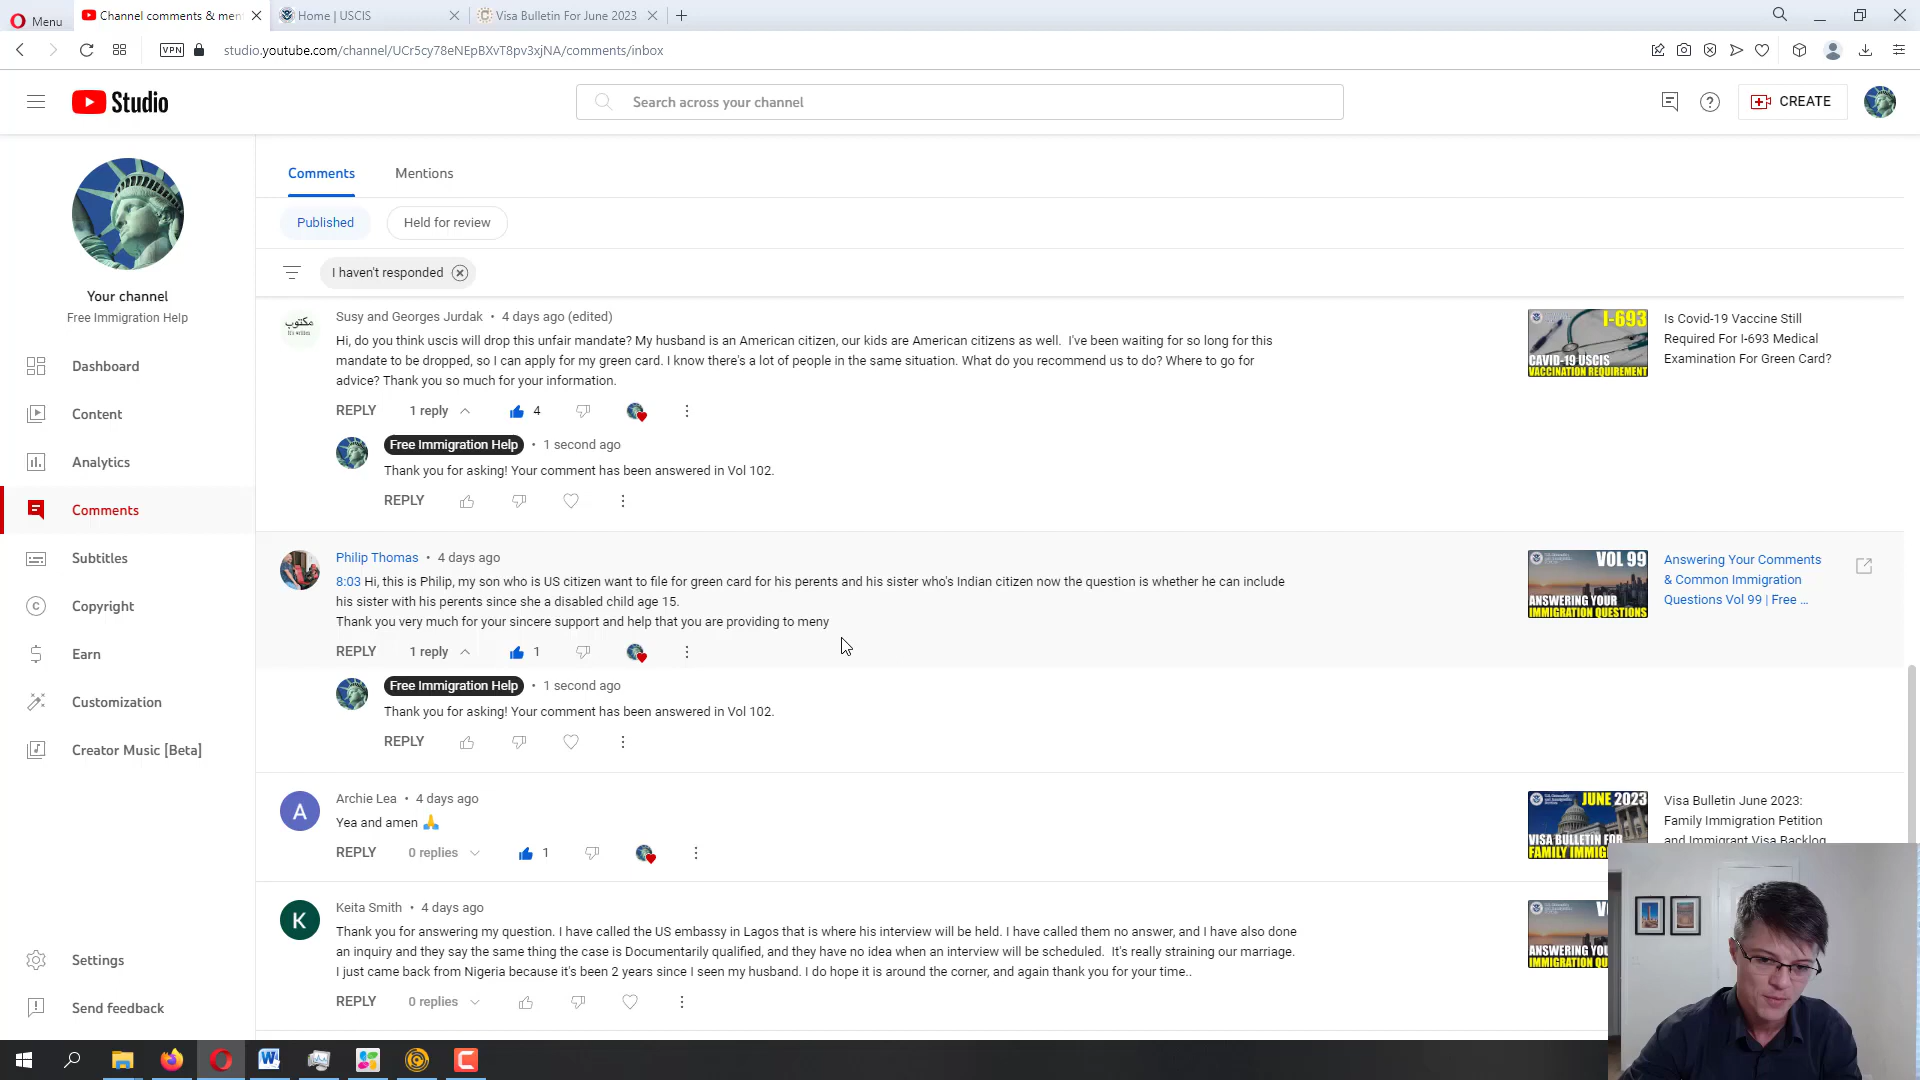 Menu
Channel comments & men
Home | USCIS
Visa Bulletin For June 2023
VPN
studio.youtube.com/channel/UCr5cy78eNEpBXvT8pv3xjNA/comments/inbox
Studio
Search across your channel
CREATE
Your channel
Free Immigration Help
Dashboard
Content
Analytics
Comments
Subtitles
Copyright
Earn
Customization
Creator Music [Beta]
Settings
Send feedback
Comments
Mentions
Published
Held for review
I haven't responded
Susy and Georges Jurdak • 4 days ago (edited)
Hi, do you think uscis will drop this unfair mandate? My husband is an American citizen, our kids are American citizens as well.  I've been waiting for so long for this
mandate to be dropped, so I can apply for my green card. I know there's a lot of people in the same situation. What do you recommend us to do? Where to go for
advice? Thank you so much for your information.
REPLY 1 reply 4
Free Immigration Help • 1 second ago
Thank you for asking! Your comment has been answered in Vol 102.
REPLY
I-693
CAVID-19 USCIS
VACCINATION REQUIREMENT
Is Covid-19 Vaccine Still
Required For I-693 Medical
Examination For Green Card?
Philip Thomas • 4 days ago
8:03 Hi, this is Philip, my son who is US citizen want to file for green card for his perents and his sister who's Indian citizen now the question is whether he can include
his sister with his perents since she a disabled child age 15.
Thank you very much for your sincere support and help that you are providing to meny
REPLY 1 reply 1
Free Immigration Help • 1 second ago
Thank you for asking! Your comment has been answered in Vol 102.
REPLY
VOL 99
ANSWERING YOUR
IMMIGRATION QUESTIONS
Answering Your Comments
& Common Immigration
Questions Vol 99 | Free ...
Archie Lea • 4 days ago
Yea and amen 🙏
REPLY 0 replies 1
JUNE 2023
VISA BULLETIN FOR
FAMILY IMMIG
Visa Bulletin June 2023:
Family Immigration Petition
and Immigrant Visa Backlog
A
K
Keita Smith • 4 days ago
Thank you for answering my question. I have called the US embassy in Lagos that is where his interview will be held. I have called them no answer, and I have also done
an inquiry and they say the same thing the case is Documentarily qualified, and they have no idea when an interview will be scheduled.  It's really straining our marriage.
I just came back from Nigeria because it's been 2 years since I seen my husband. I do hope it is around the corner, and again thank you for your time..
REPLY 0 replies
ANSWERING YO
IMMIGRATION QU